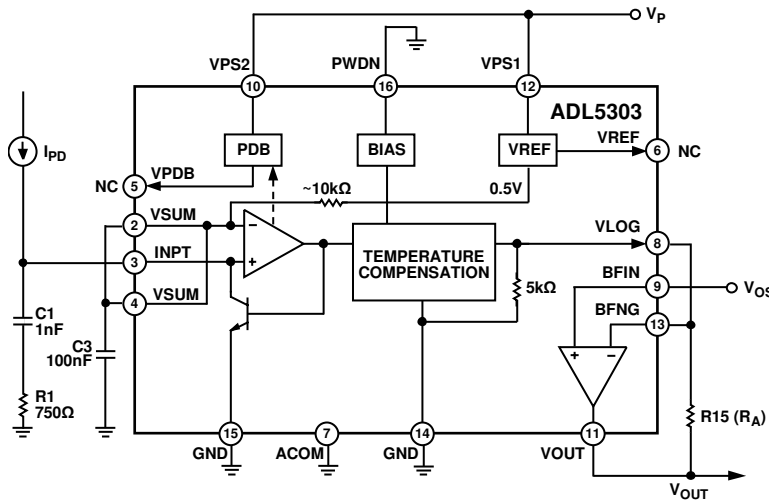 V_P
VPS2
PWDN
VPS1
10
16
12
ADL5303
I_PD
PDB
BIAS
VREF
VREF
6
NC
VPDB
NC
5
~10kΩ
0.5V
VSUM
2
−
VLOG
8
INPT
3
+
TEMPERATURE
COMPENSATION
BFIN
9
V_OS
4
VSUM
5kΩ
BFNG
13
C1
1nF
C3
100nF
+
−
R1
750Ω
R15 (R_A)
15
7
14
11
GND
ACOM
GND
VOUT
V_OUT